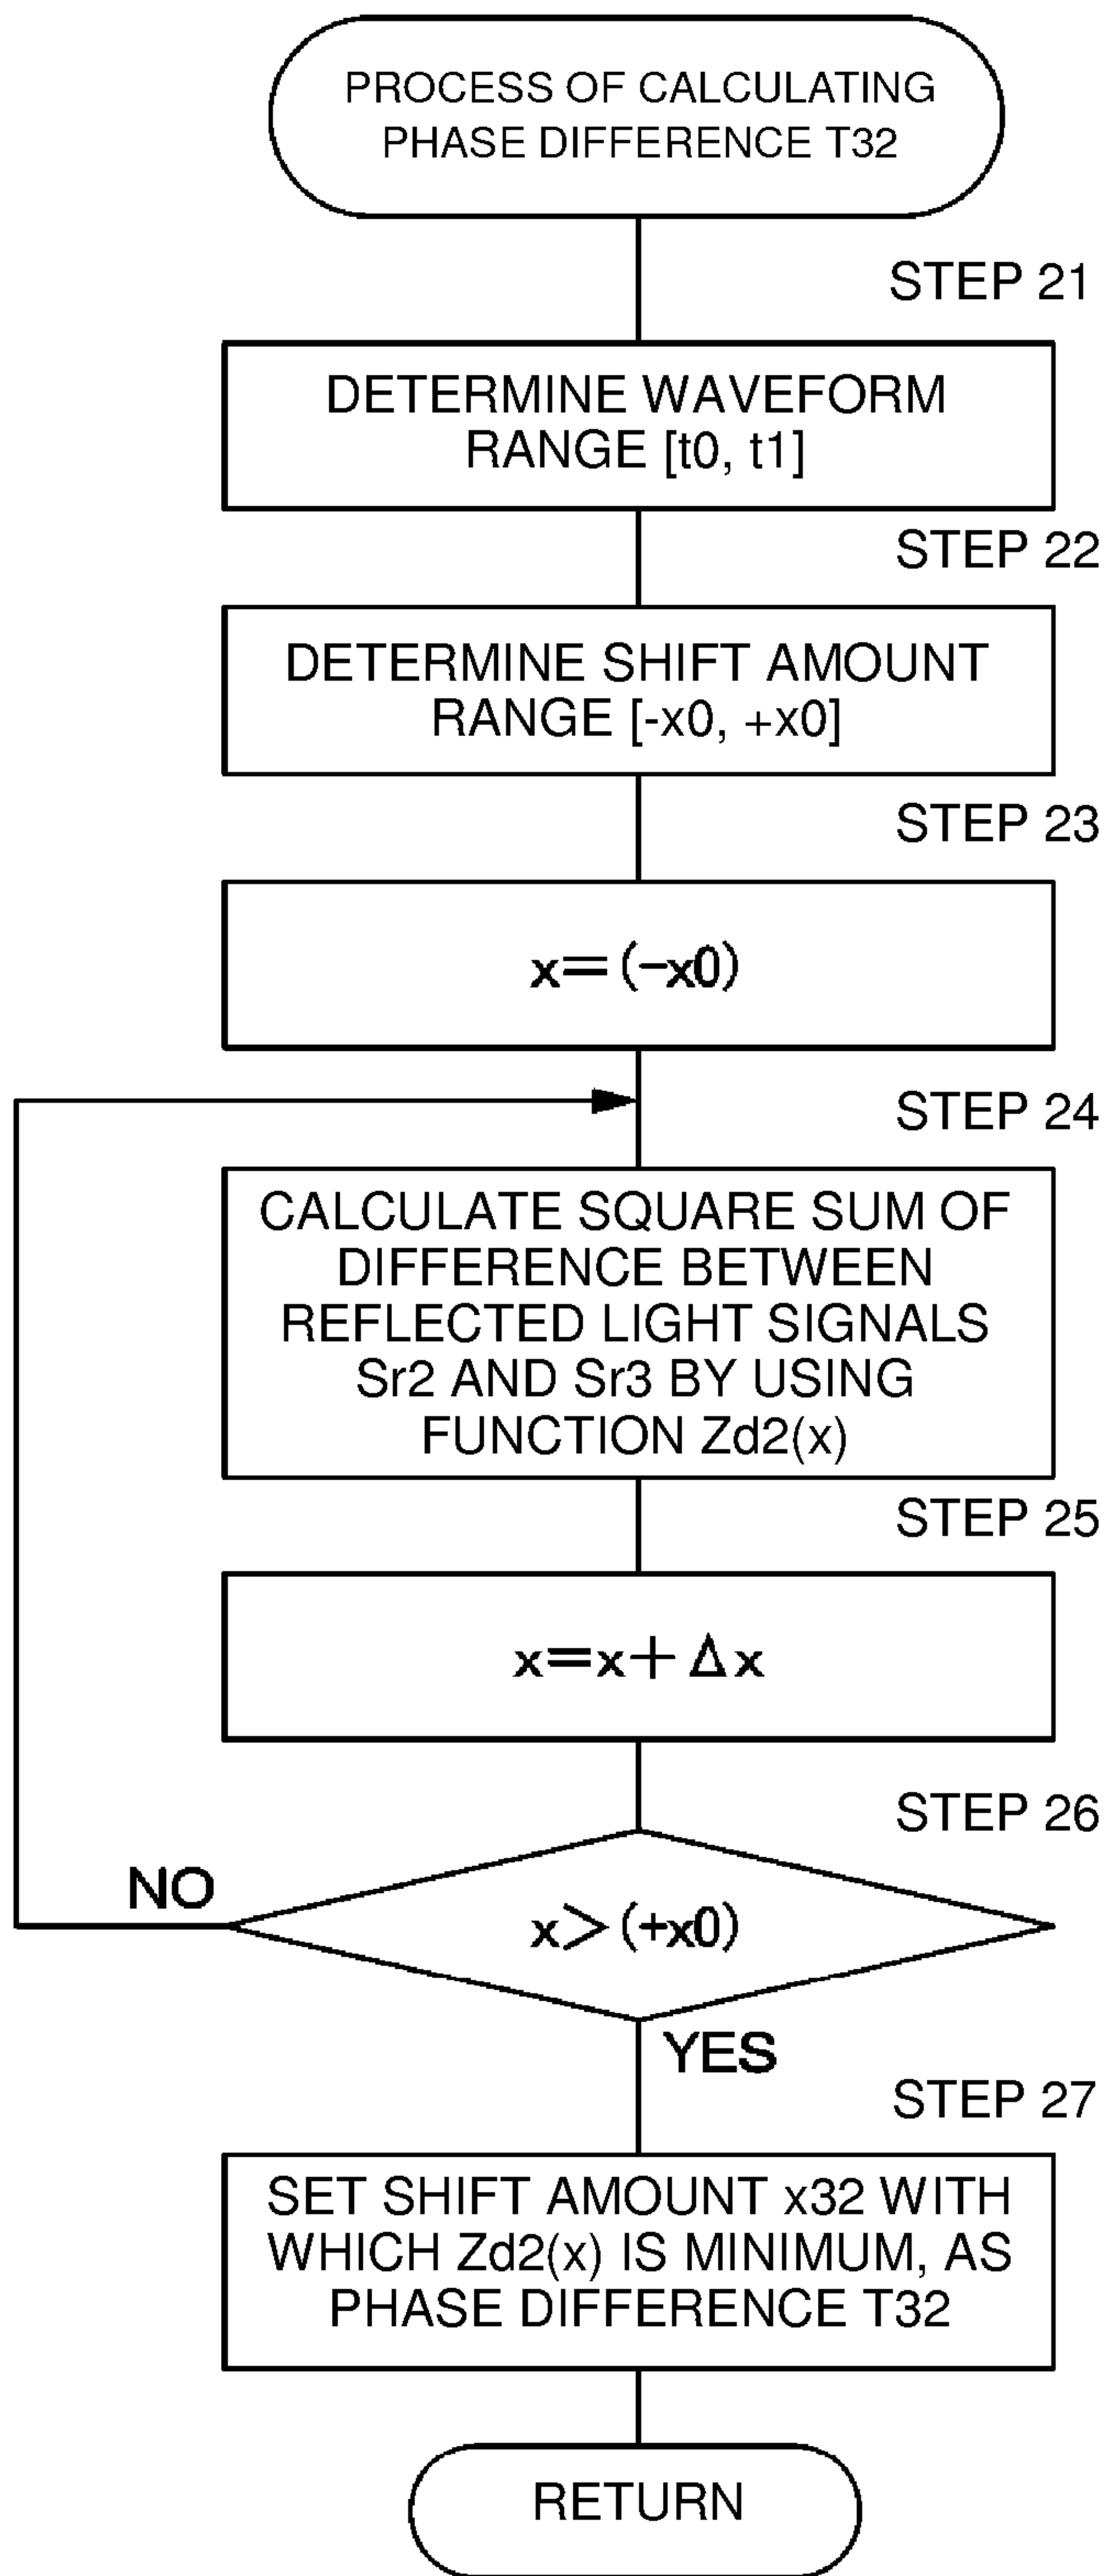 PROCESS OF CALCULATING
PHASE DIFFERENCE T32
STEP 21
DETERMINE WAVEFORM
RANGE [t0, t1]
STEP 22
DETERMINE SHIFT AMOUNT
RANGE [-x0, +x0]
STEP 23
x=(-x0)
STEP 24
CALCULATE SQUARE SUM OF
DIFFERENCE BETWEEN
REFLECTED LIGHT SIGNALS
Sr2 AND Sr3 BY USING
FUNCTION Zd2(x)
STEP 25
x=x+Δx
STEP 26
NO
x>(+x0)
YES
STEP 27
SET SHIFT AMOUNT x32 WITH
WHICH Zd2(x) IS MINIMUM, AS
PHASE DIFFERENCE T32
RETURN